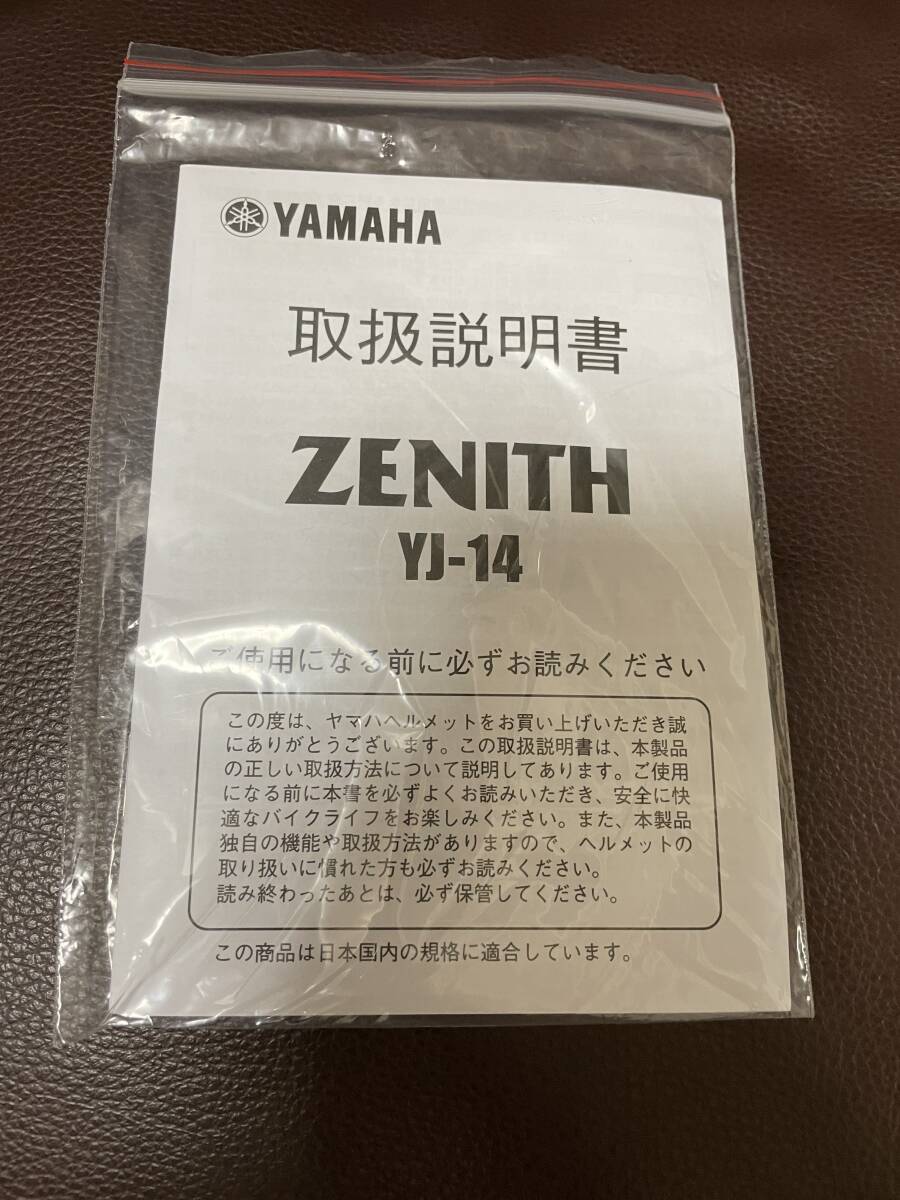 YAMAHA
取扱説明書
ZENITH
YJ-14
ご使用になる前に必ずお読みください
この度は、ヤマハヘルメットをお買い上げいただき誠
にありがとうございます。この取扱説明書は、本製品
の正しい取扱方法について説明してあります。ご使用
になる前に本書を必ずよくお読みいただき、安全に快
適なバイクライフをお楽しみください。また、本製品
独自の機能や取扱方法がありますので、ヘルメットの
取り扱いに慣れた方も必ずお読みください。
読み終わったあとは、必ず保管してください。
この商品は日本国内の規格に適合しています。